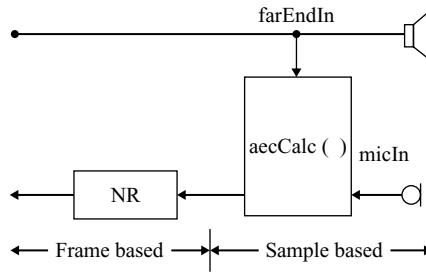 farEndIn
aecCalc ( )
micIn
NR
Frame based
Sample based